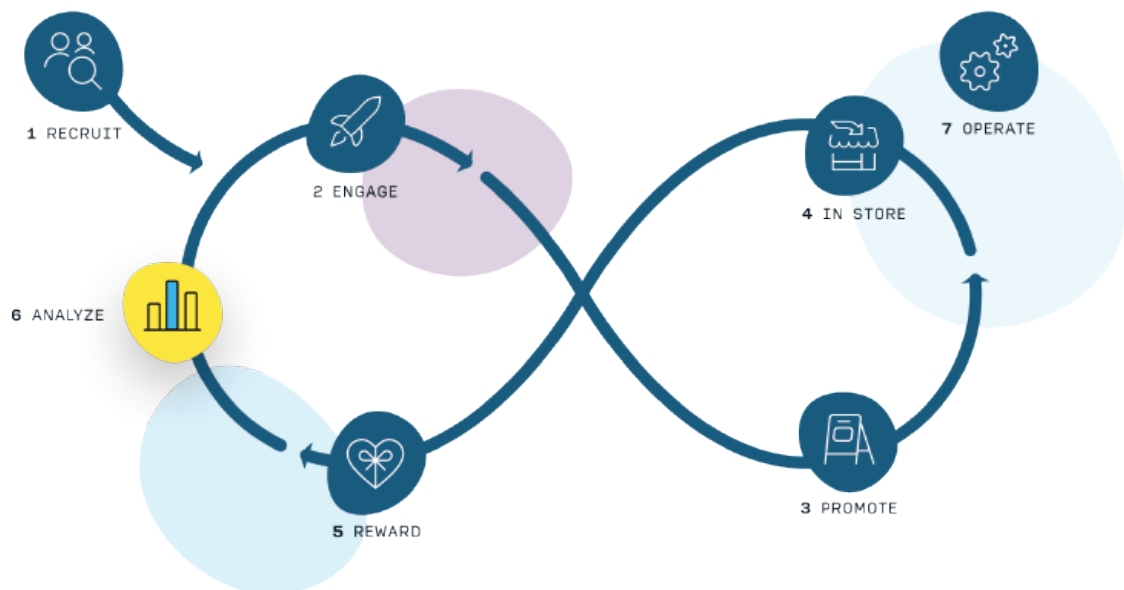 1 RECRUIT
2 ENGAGE
7 OPERATE
4 IN STORE
6 ANALYZE
3 PROMOTE
5 REWARD